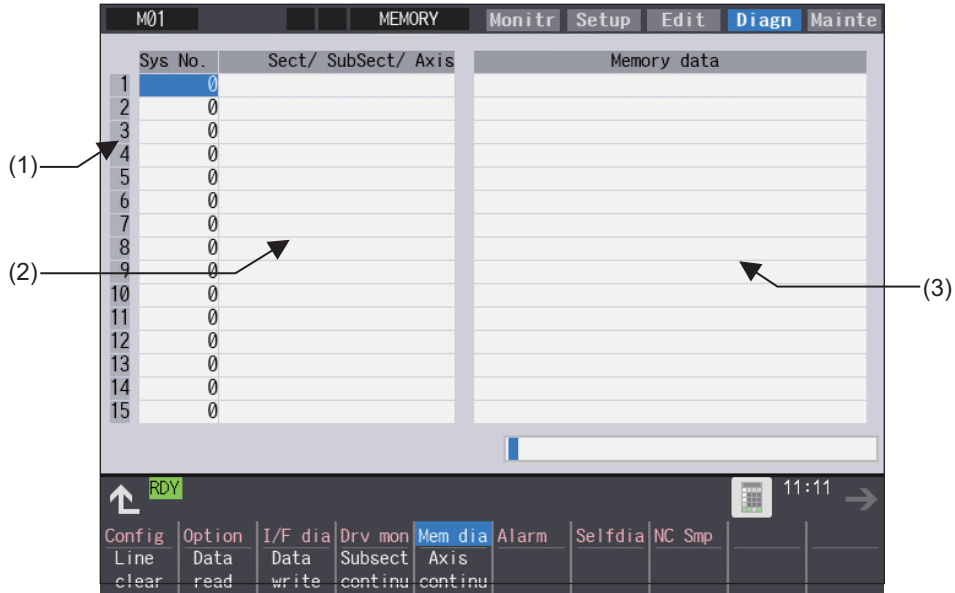 M01 MEMORY Monitr Setup Edit Diagn Mainte
Sys No. Sect/ SubSect/ Axis Memory data
1 0
2 0
3 0
(1) 4 0
5 0
6 0
7 0
8 0
(2) 9 0 (3)
10 0
11 0
12 0
13 0
14 0
15 0
RDY 11:11
Config Option I/F dia Drv mon Mem dia Alarm Selfdia NC Smp
Line Data Data Subsect Axis
clear read write continu continu